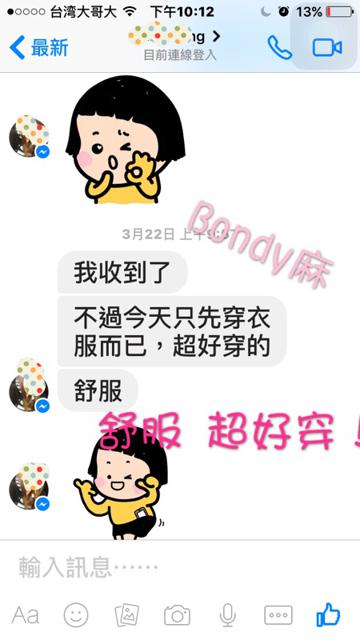 台湾大哥大 下午10:12 13%
最新
ng
目前連線登入
3月22日 上午9:
Bondy麻
我收到了
不過今天只先穿衣
服而已，超好穿的
舒服
舒服 超好穿！
輸入訊息……
Aa